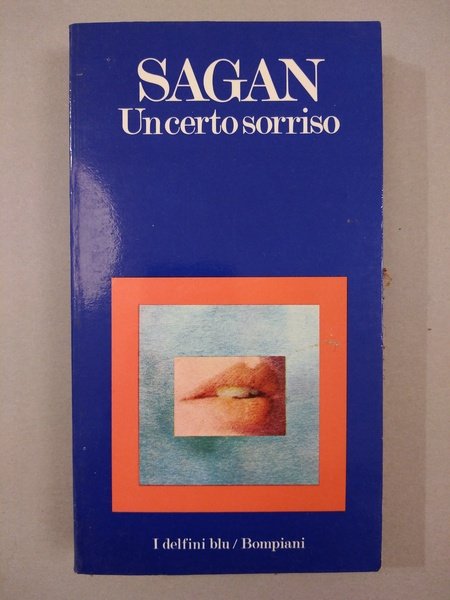 SAGAN
Un certo sorriso
I delfini blu / Bompiani